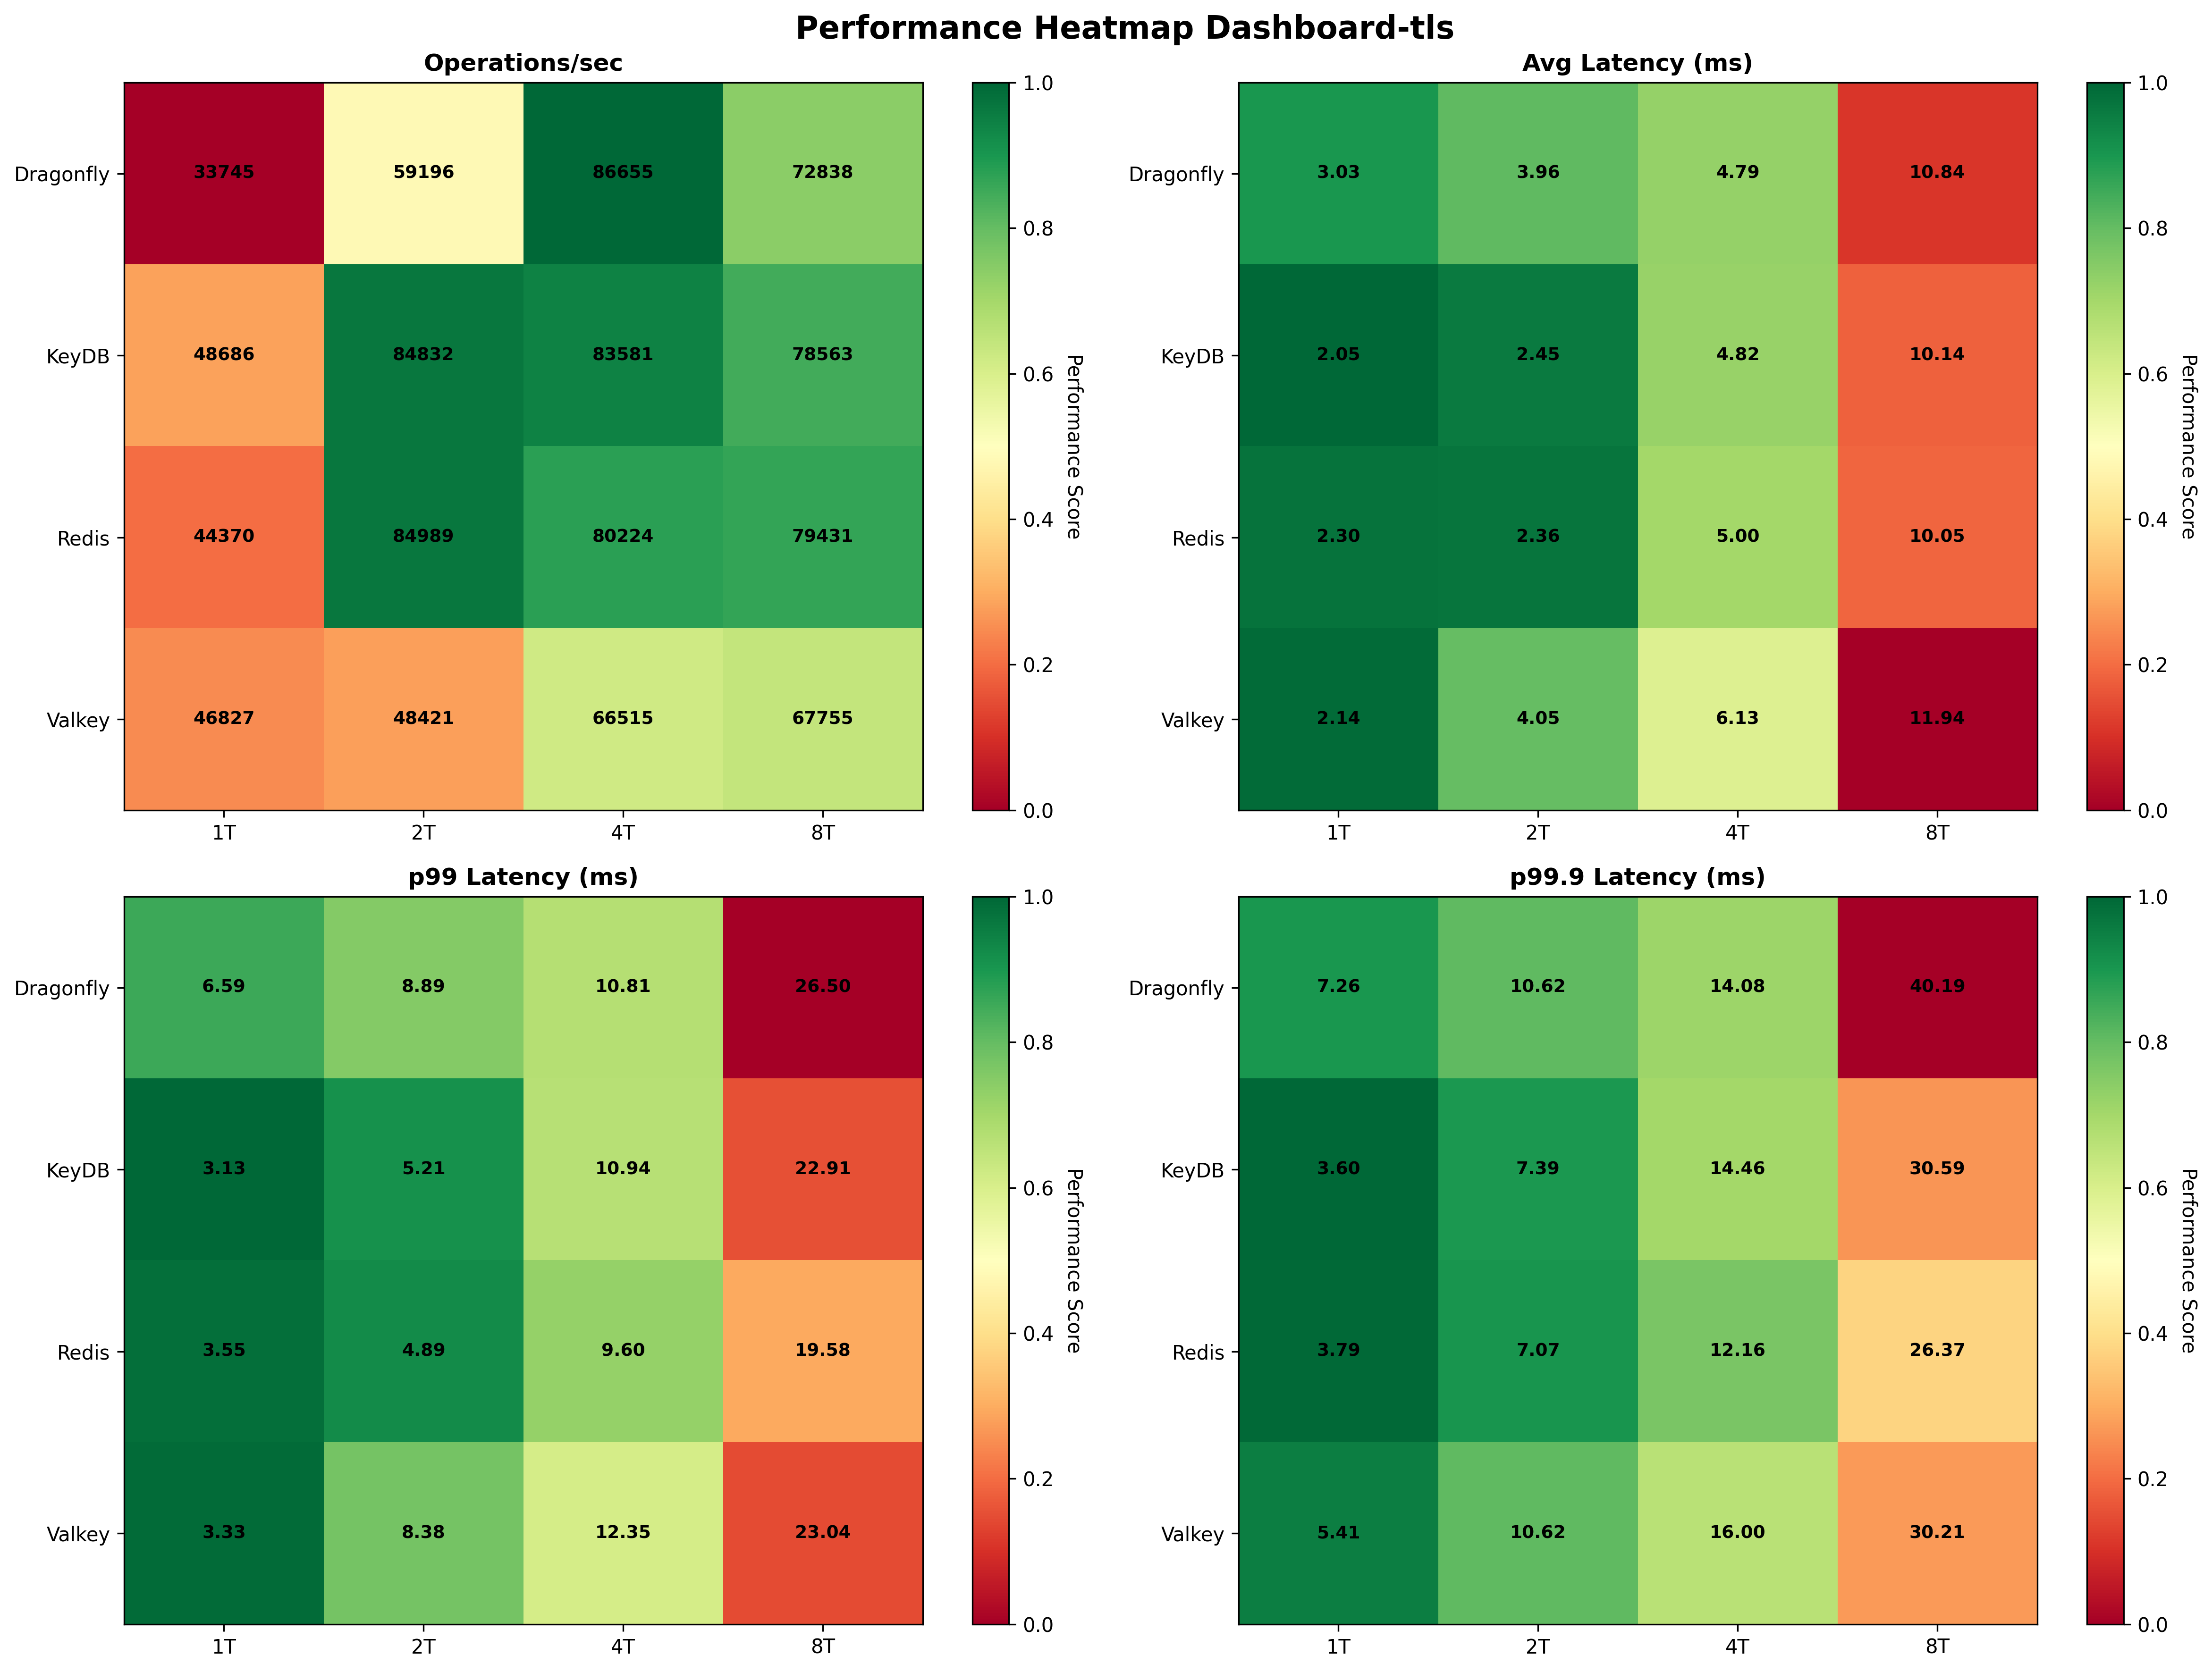 Performance Heatmap Dashboard-tls
Operations/sec
Dragonfly 33745 59196 86655 72838
KeyDB 48686 84832 83581 78563
Redis 44370 84989 80224 79431
Valkey 46827 48421 66515 67755
1T 2T 4T 8T
1.0
0.8
0.6
0.4
0.2
0.0
Performance Score
Avg Latency (ms)
Dragonfly 3.03 3.96 4.79 10.84
KeyDB 2.05 2.45 4.82 10.14
Redis 2.30 2.36 5.00 10.05
Valkey 2.14 4.05 6.13 11.94
1T 2T 4T 8T
1.0
0.8
0.6
0.4
0.2
0.0
Performance Score
p99 Latency (ms)
Dragonfly 6.59 8.89 10.81 26.50
KeyDB 3.13 5.21 10.94 22.91
Redis 3.55 4.89 9.60 19.58
Valkey 3.33 8.38 12.35 23.04
1T 2T 4T 8T
1.0
0.8
0.6
0.4
0.2
0.0
Performance Score
p99.9 Latency (ms)
Dragonfly 7.26 10.62 14.08 40.19
KeyDB 3.60 7.39 14.46 30.59
Redis 3.79 7.07 12.16 26.37
Valkey 5.41 10.62 16.00 30.21
1T 2T 4T 8T
1.0
0.8
0.6
0.4
0.2
0.0
Performance Score